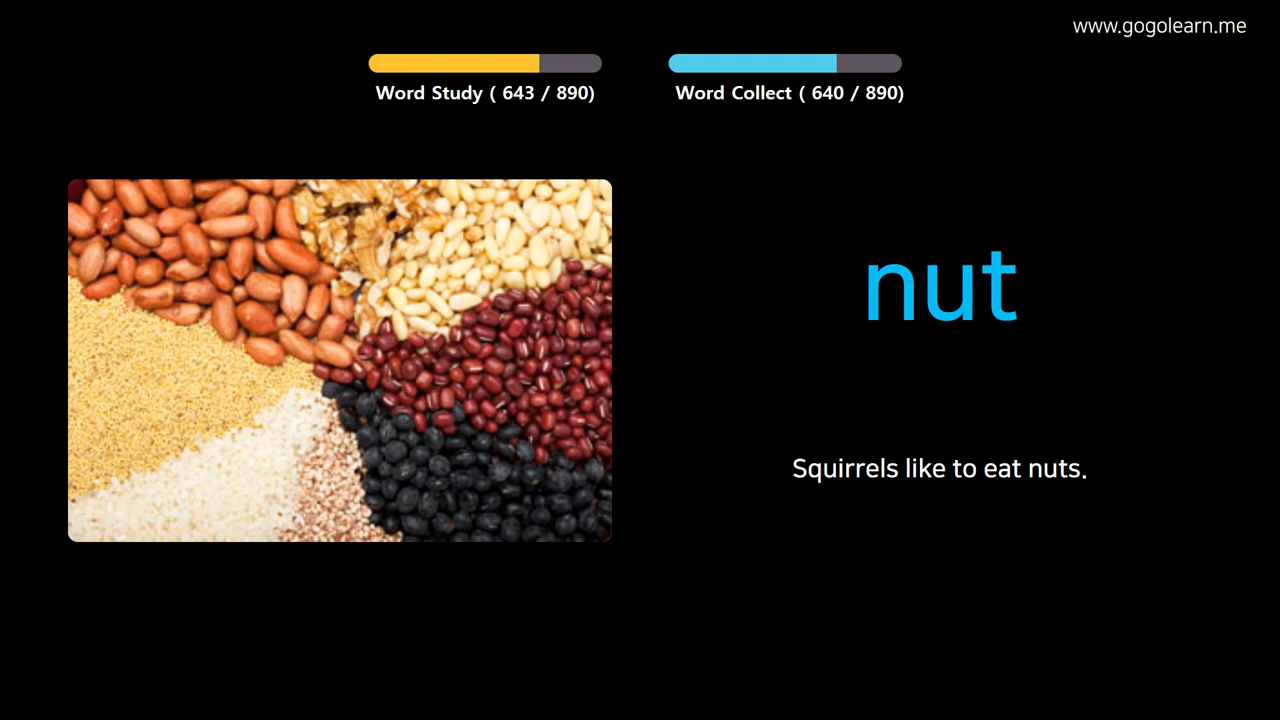 www.gogolearn.me
Word Study ( 643 / 890)
Word Collect ( 640 / 890)
nut
Squirrels like to eat nuts.